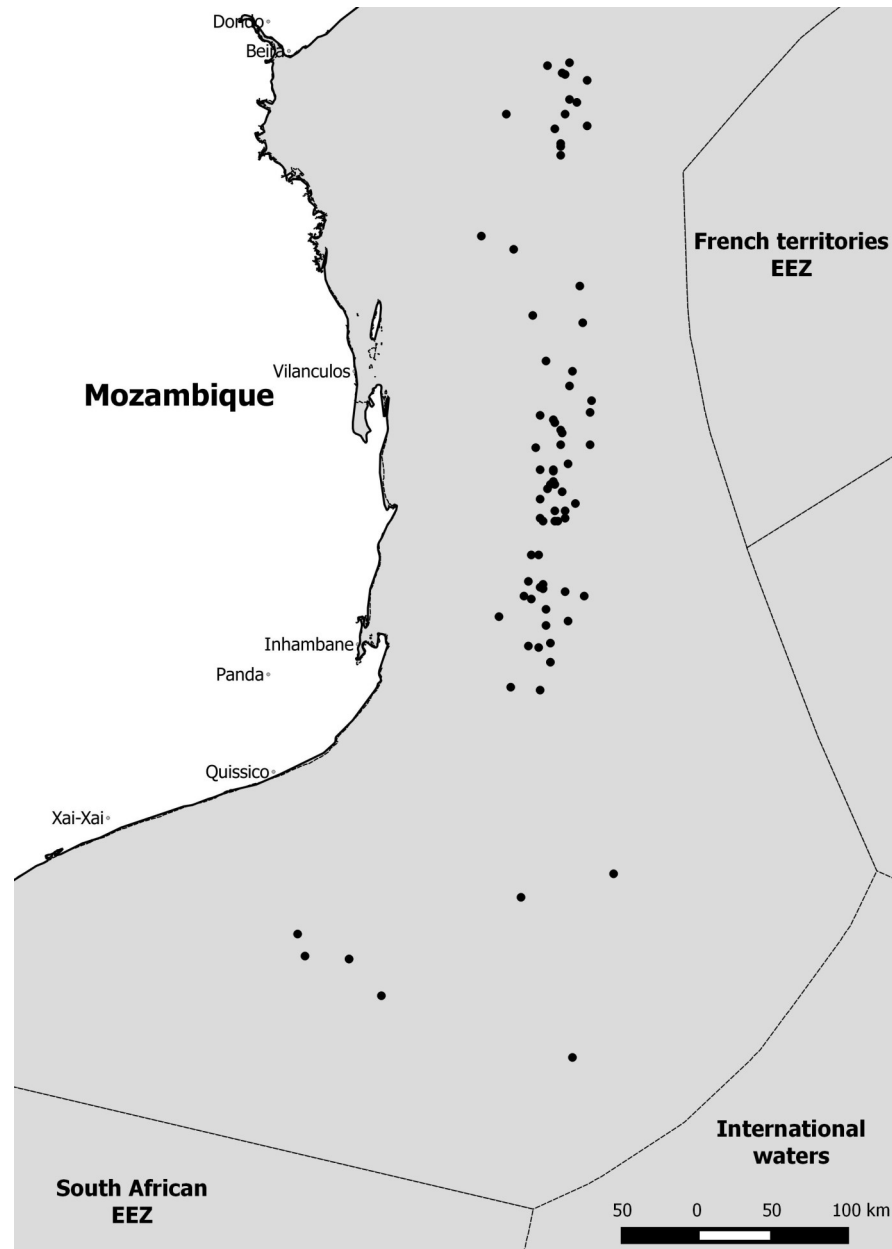 Dondo
Beira
French territories
EEZ
Vilanculos
Mozambique
Inhambane
Panda
Quissico
Xai-Xai
International
waters
South African
EEZ
50 0 50 100 km